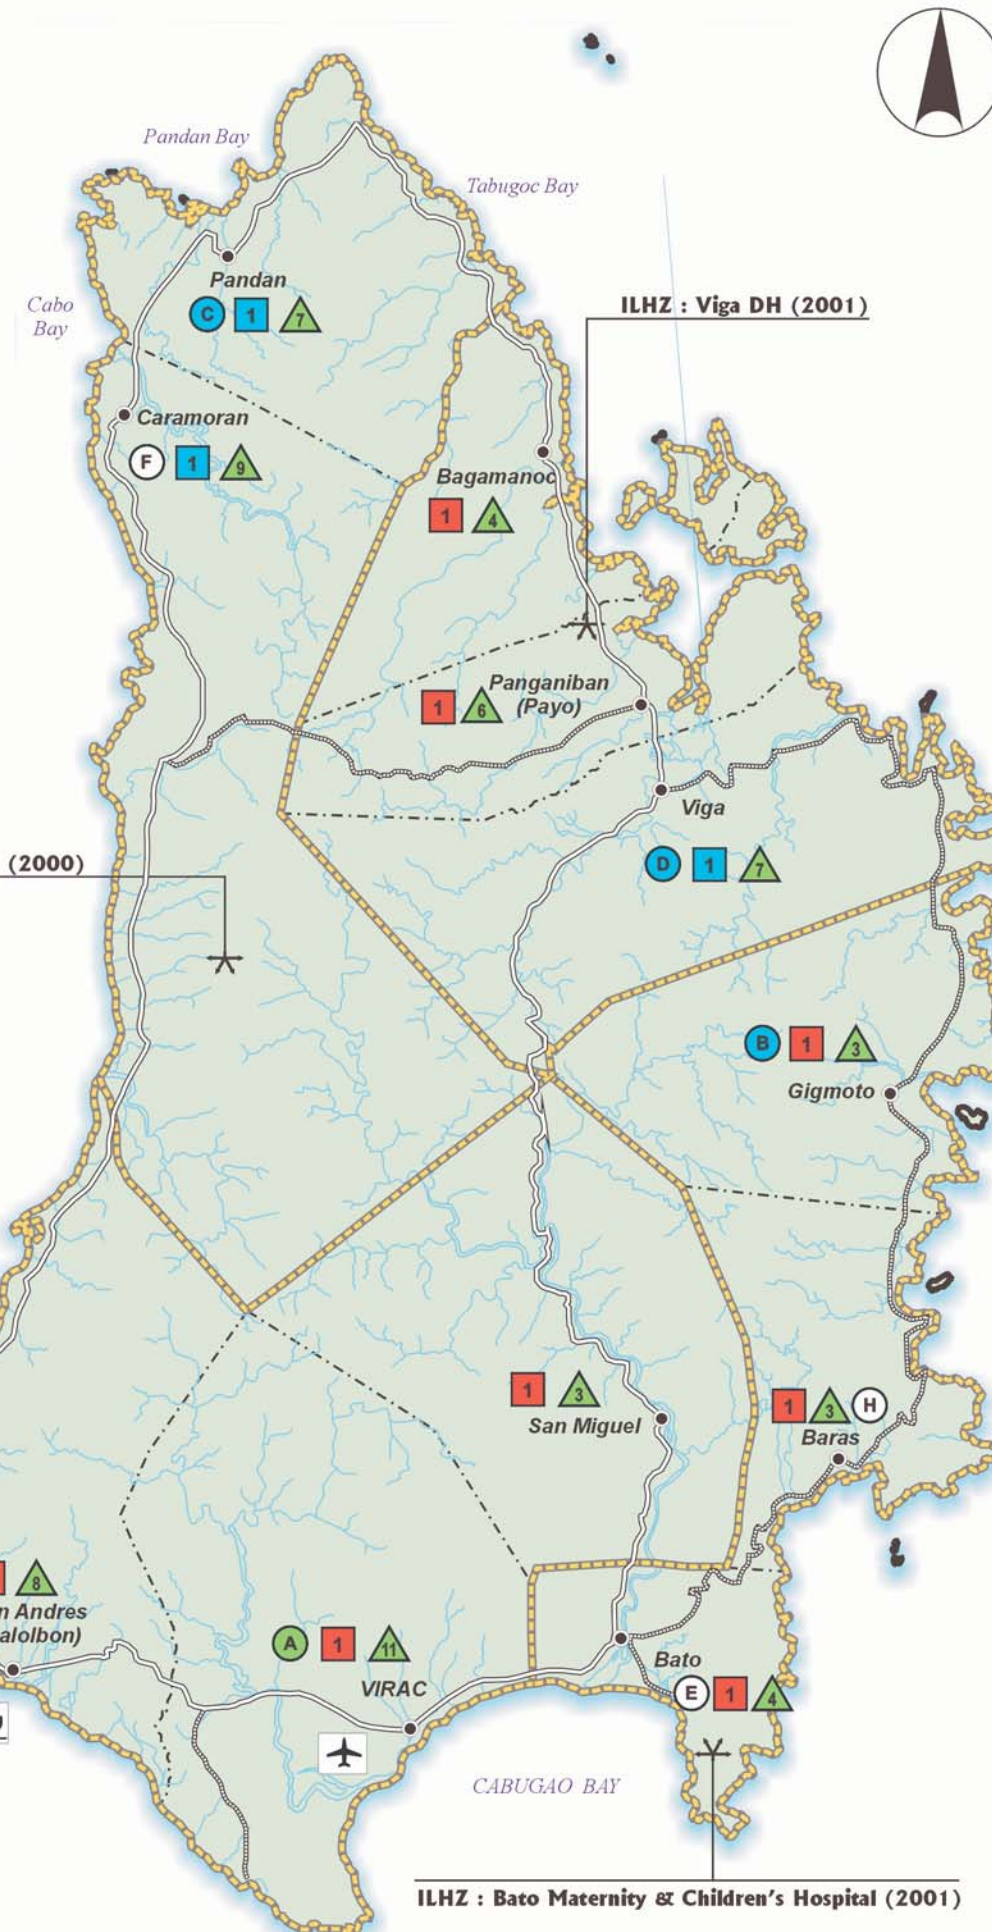 Pandan Bay
Tabugoc Bay
Cabo
Bay
Pandan
C 1 7
ILHZ : Viga DH (2001)
Caramoran
F 1 9
Bagamanoc
1 4
Panganiban
(Payo)
1 6
Viga
D 1 7
(2000)
B 1 3
Gigmoto
1 3
San Miguel
1 3 H
Baras
8
n Andres
alolbon)
A 1 11
VIRAC
Bato
E 1 4
CABUGAO BAY
ILHZ : Bato Maternity & Children's Hospital (2001)